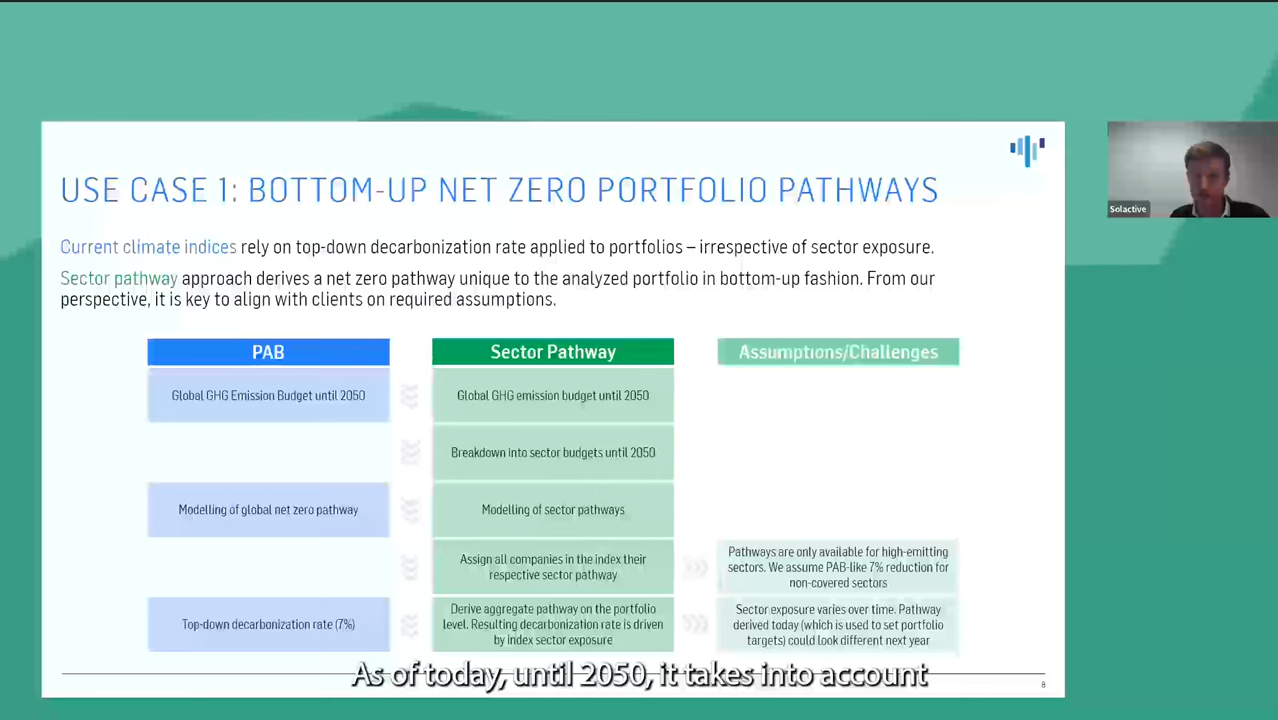 USE CASE 1: BOTTOM-UP NET ZERO PORTFOLIO PATHWAYS
Current climate indices rely on top-down decarbonization rate applied to portfolios – irrespective of sector exposure.
Sector pathway approach derives a net zero pathway unique to the analyzed portfolio in bottom-up fashion. From our
perspective, it is key to align with clients on required assumptions.
Solactive
PAB
Sector Pathway
Assumptions/Challenges
Global GHG Emission Budget until 2050
Global GHG emission budget until 2050
Breakdown into sector budgets until 2050
Modelling of global net zero pathway
Modelling of sector pathways
Assign all companies in the index their
respective sector pathway
Pathways are only available for high-emitting
sectors. We assume PAB-like 7% reduction for
non-covered sectors
Top-down decarbonization rate (7%)
Derive aggregate pathway on the portfolio
level. Resulting decarbonization rate is driven
by index sector exposure
Sector exposure varies over time. Pathway
derived today (which is used to set portfolio
targets) could look different next year
As of today, until 2050, it takes into account
8